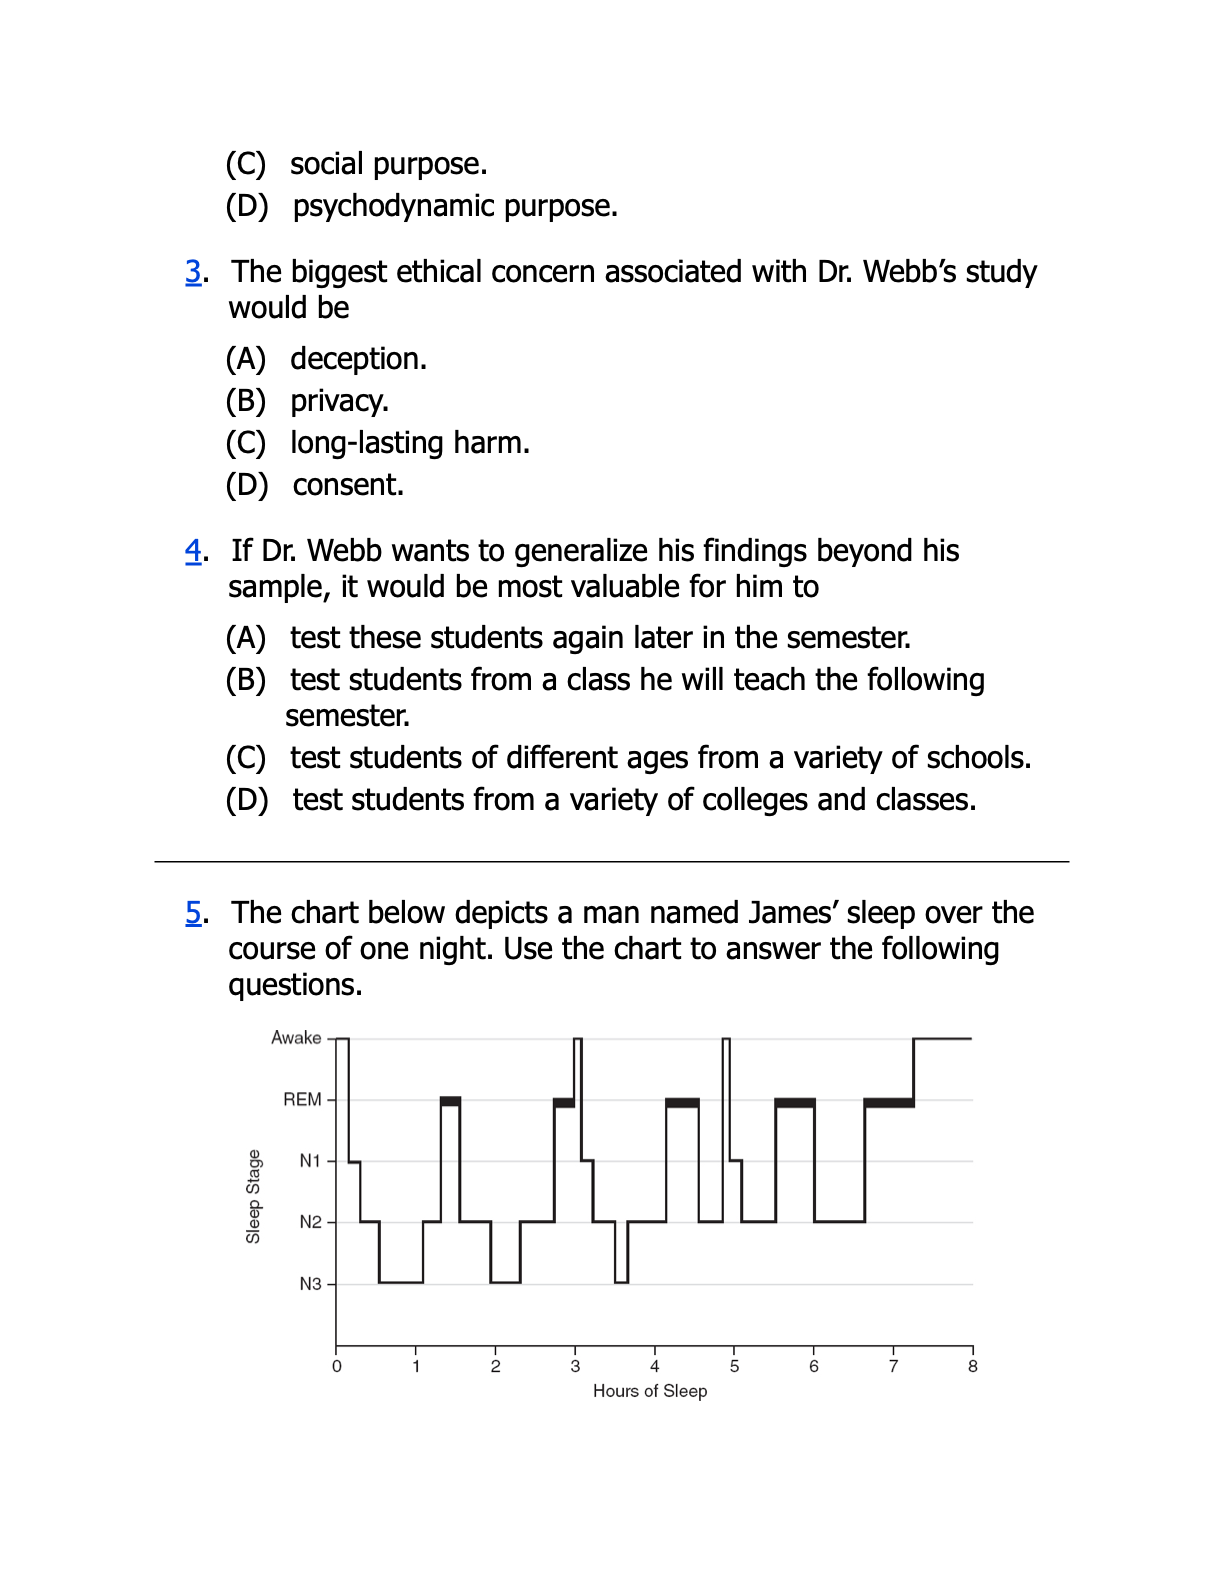 (C) social purpose.
(D) psychodynamic purpose.
3. The biggest ethical concern associated with Dr. Webb’s study
would be
(A) deception.
(B) privacy.
(C) long-lasting harm.
(D) consent.
4. If Dr. Webb wants to generalize his findings beyond his
sample, it would be most valuable for him to
(A) test these students again later in the semester.
(B) test students from a class he will teach the following
semester.
(C) test students of different ages from a variety of schools.
(D) test students from a variety of colleges and classes.
5. The chart below depicts a man named James’ sleep over the
course of one night. Use the chart to answer the following
questions.
Awake
REM
N1
N2
N3
Sleep Stage
0 1 2 3 4 5 6 7 8
Hours of Sleep